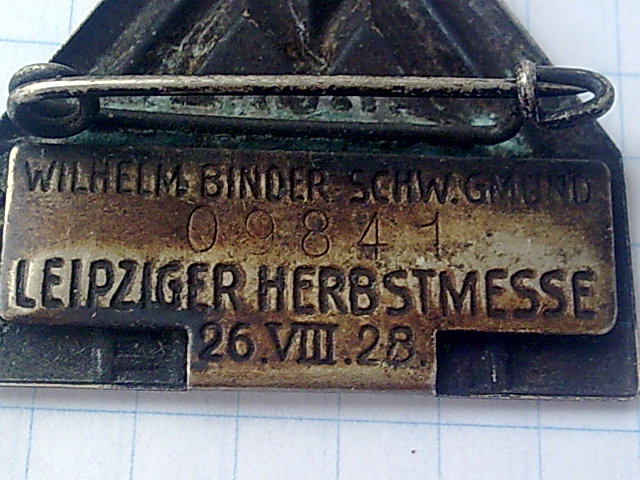 WILHELM BINDER SCHW.GMÜND
09841
LEIPZIGER HERBSTMESSE
26.VIII.28.